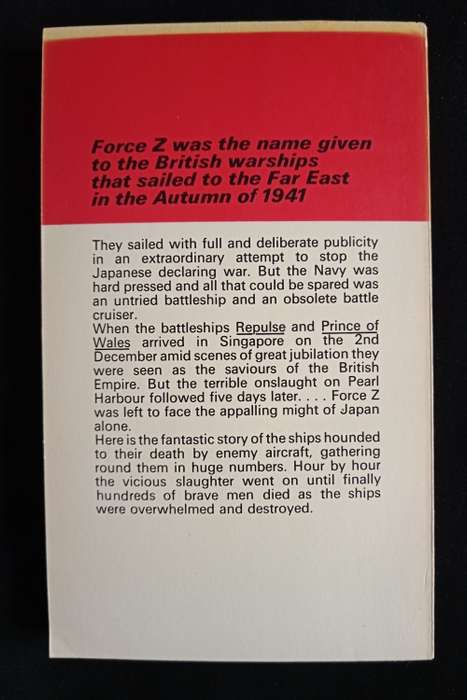 Force Z was the name given
to the British warships
that sailed to the Far East
in the Autumn of 1941
They sailed with full and deliberate publicity
in an extraordinary attempt to stop the
Japanese declaring war. But the Navy was
hard pressed and all that could be spared was
an untried battleship and an obsolete battle
cruiser.
When the battleships Repulse and Prince of
Wales arrived in Singapore on the 2nd
December amid scenes of great jubilation they
were seen as the saviours of the British
Empire. But the terrible onslaught on Pearl
Harbour followed five days later. . . . Force Z
was left to face the appalling might of Japan
alone.
Here is the fantastic story of the ships hounded
to their death by enemy aircraft, gathering
round them in huge numbers. Hour by hour
the vicious slaughter went on until finally
hundreds of brave men died as the ships
were overwhelmed and destroyed.